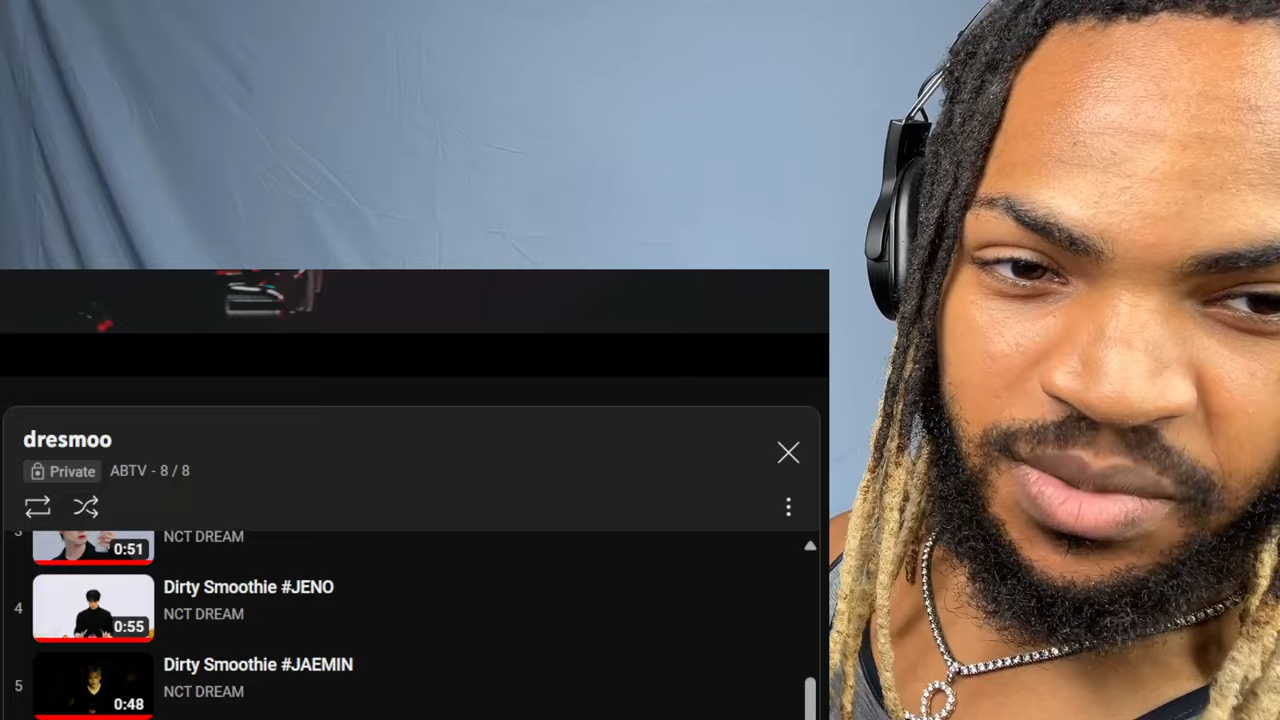 dresmoo
Private ABTV - 8 / 8
3
0:51
NCT DREAM
4
0:55
Dirty Smoothie #JENO
NCT DREAM
5
0:48
Dirty Smoothie #JAEMIN
NCT DREAM